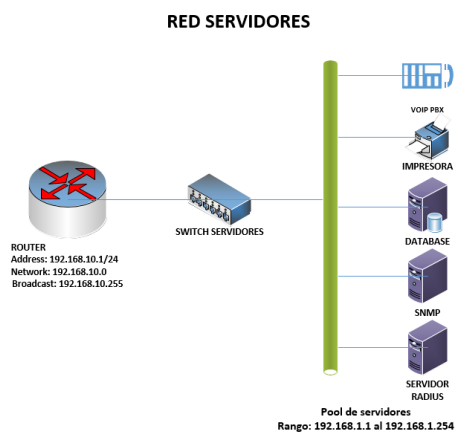 RED SERVIDORES
VOIP PBX
IMPRESORA
SWITCH SERVIDORES
DATABASE
ROUTER
Address: 192.168.10.1/24
Network: 192.168.10.0
Broadcast: 192.168.10.255
SNMP
SERVIDOR
RADIUS
Pool de servidores
Rango: 192.168.1.1 al 192.168.1.254